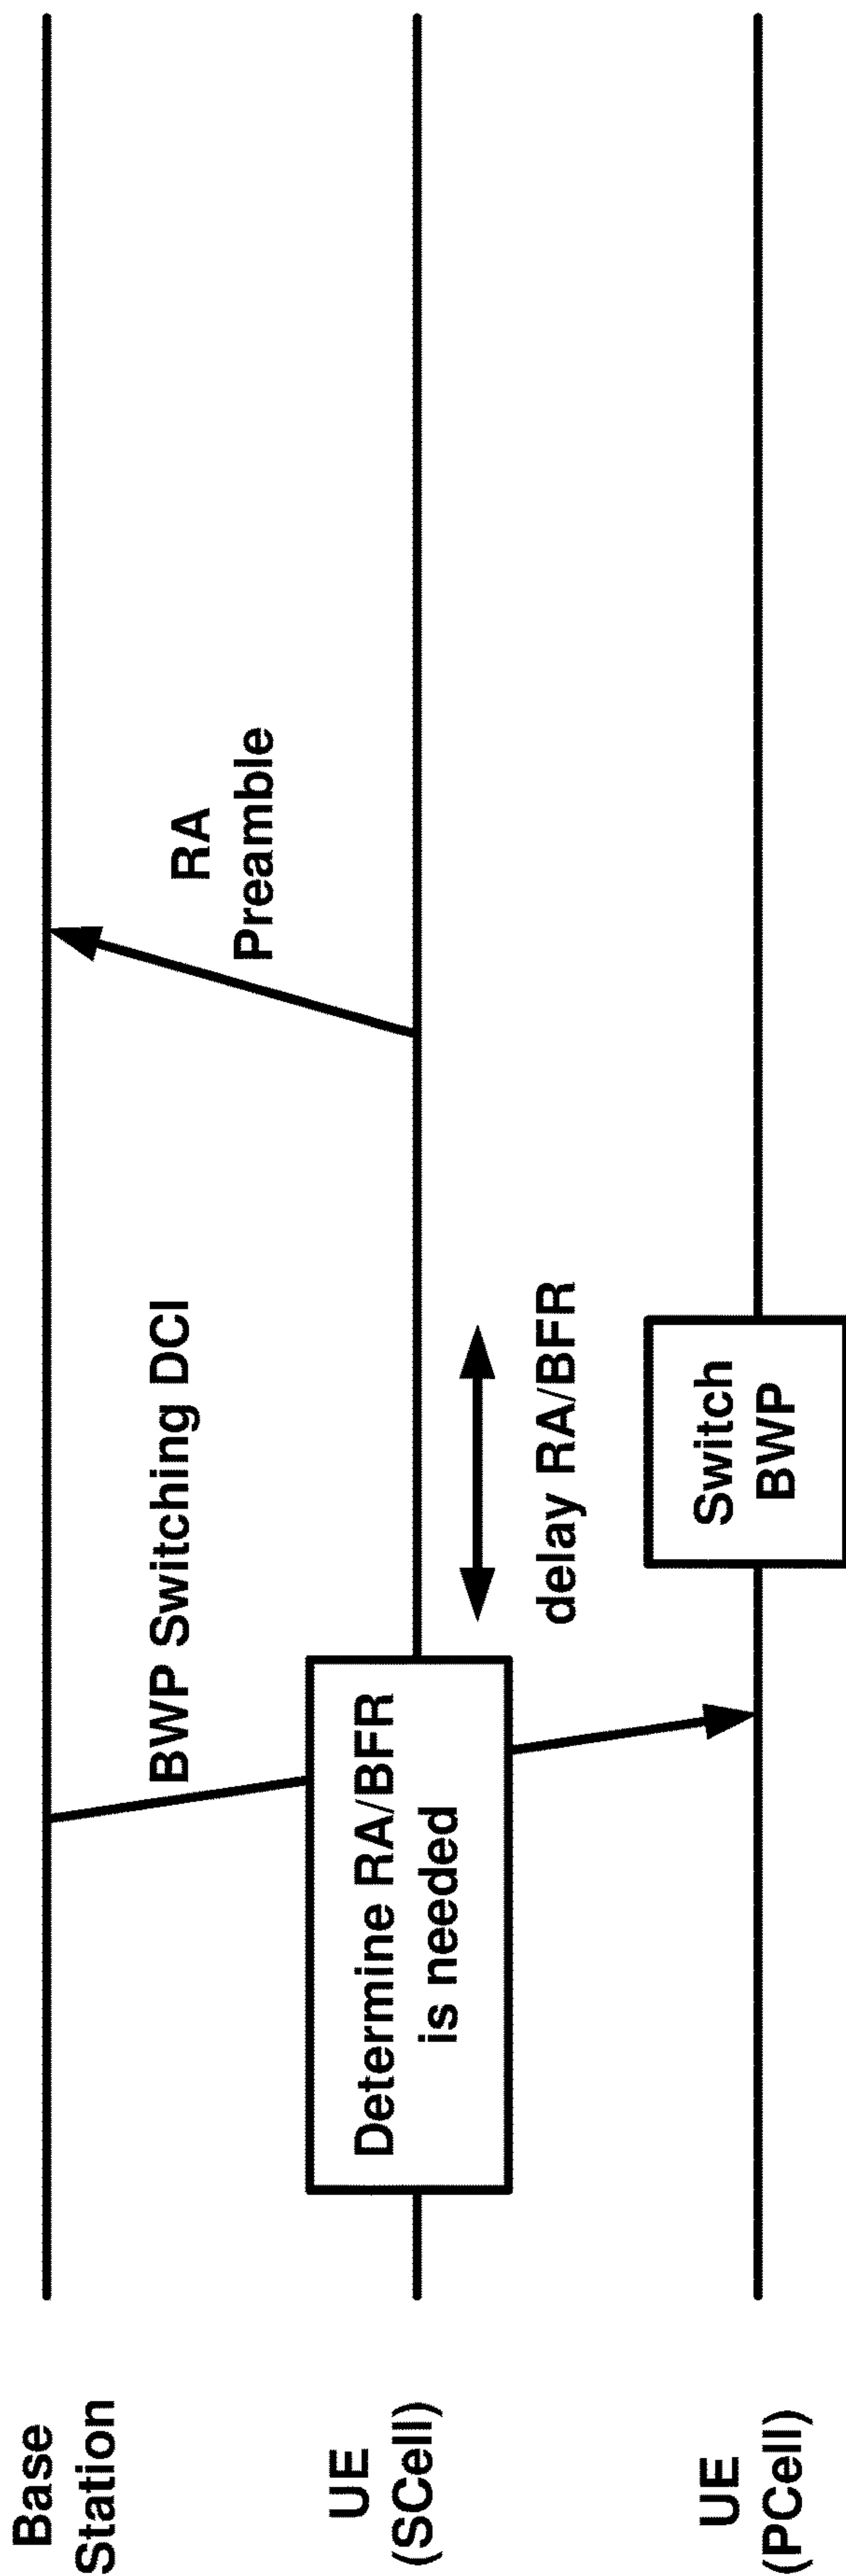 Base
Station
UE
(SCell)
UE
(PCell)
BWP Switching DCI
RA
Preamble
Determine RA/BFR
is needed
delay RA/BFR
Switch
BWP